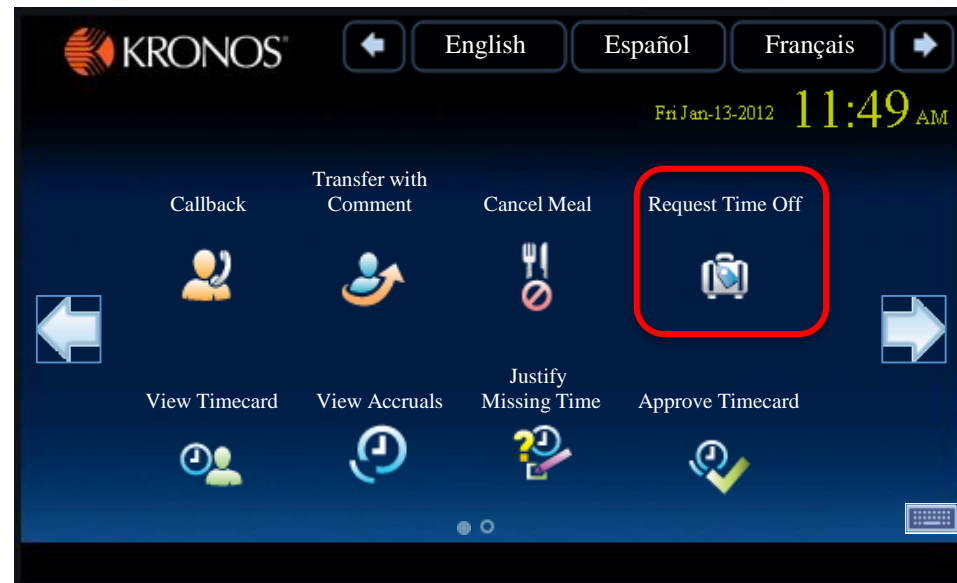 KRONOS
English Español Français
Fri Jan-13-2012 11:49 AM
Transfer with
Callback Comment Cancel Meal Request Time Off
Justify
View Timecard View Accruals Missing Time Approve Timecard